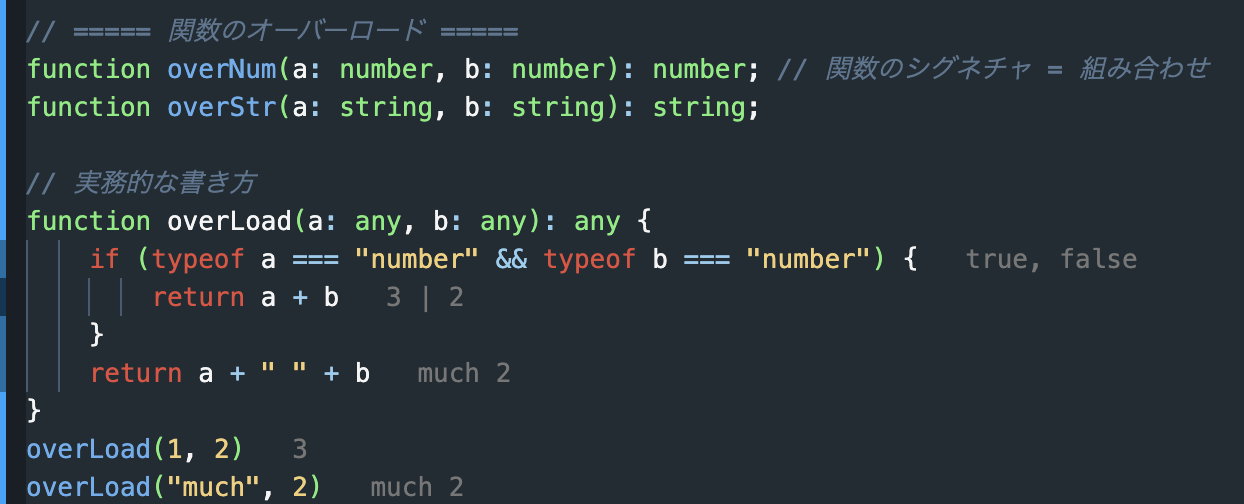 // ===== 関数のオーバーロード =====
function overNum(a: number, b: number): number; // 関数のシグネチャ = 組み合わせ
function overStr(a: string, b: string): string;
// 実務的な書き方
function overLoad(a: any, b: any): any {
if (typeof a === "number" && typeof b === "number") { true, false
return a + b 3 | 2
}
return a + " " + b much 2
}
overLoad(1, 2) 3
overLoad("much", 2) much 2